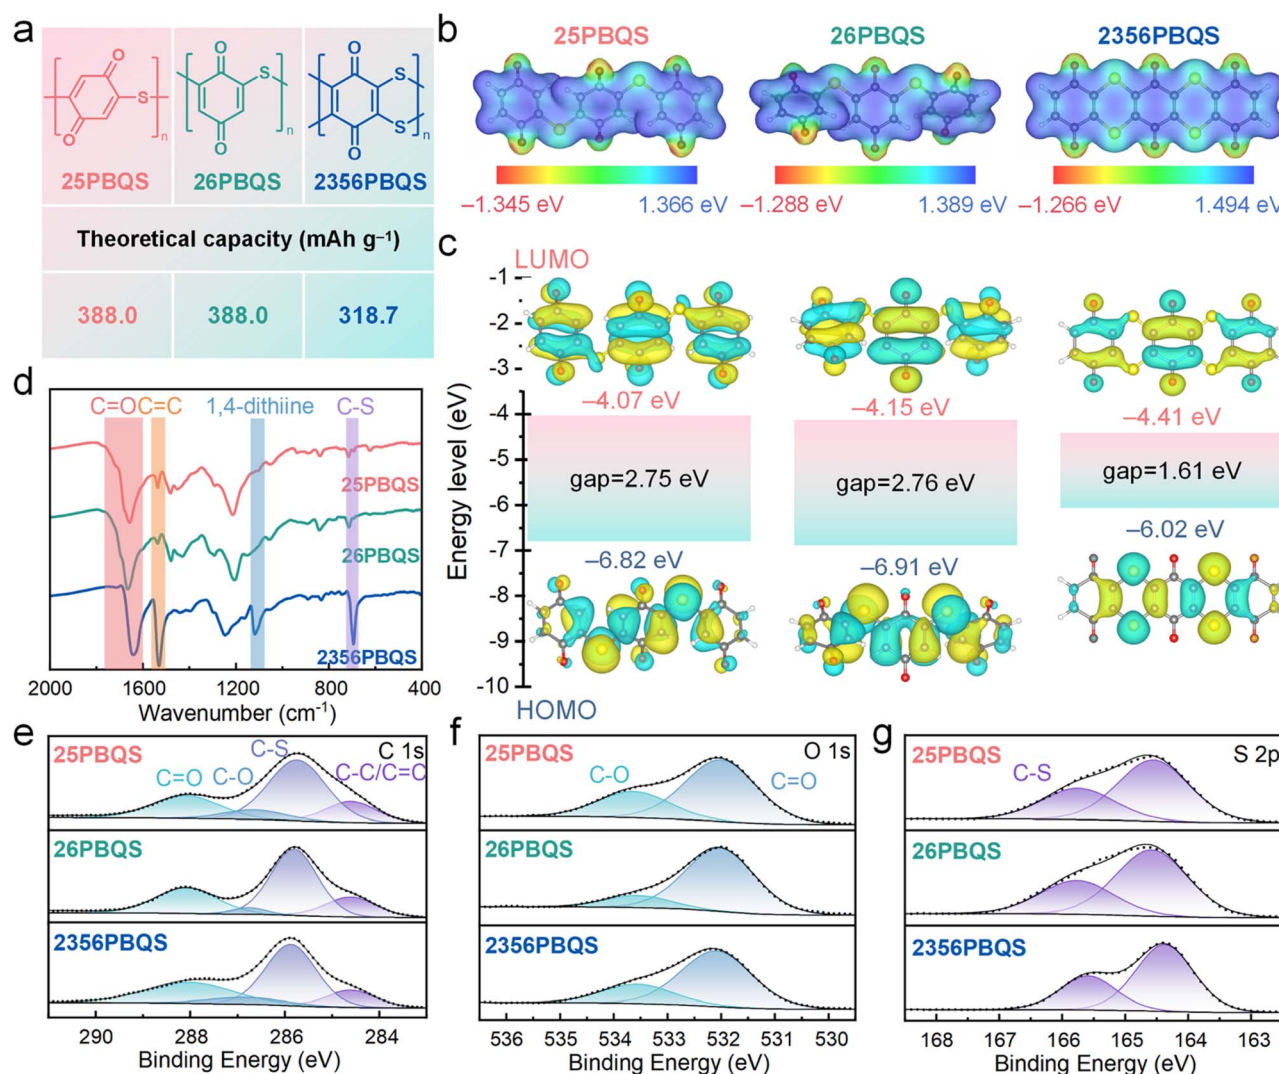 a
O
O
S
n
25PBQS
O
O
S
n
26PBQS
O
O
S
S
n
2356PBQS
Theoretical capacity (mAh g⁻¹)
388.0
388.0
318.7
b
25PBQS
26PBQS
2356PBQS
–1.345 eV
1.366 eV
–1.288 eV
1.389 eV
–1.266 eV
1.494 eV
c
LUMO
Energy level (eV)
-1
-2
-3
-4
-5
-6
-7
-8
-9
-10
–4.07 eV
–4.15 eV
–4.41 eV
gap=2.75 eV
gap=2.76 eV
gap=1.61 eV
–6.82 eV
–6.91 eV
–6.02 eV
HOMO
d
C=O
C=C
1,4-dithiine
C-S
25PBQS
26PBQS
2356PBQS
2000
1600
1200
800
400
Wavenumber (cm⁻¹)
e
25PBQS
C 1s
C=O
C-O
C-S
C-C/C=C
26PBQS
2356PBQS
290
288
286
284
Binding Energy (eV)
f
25PBQS
O 1s
C-O
C=O
26PBQS
2356PBQS
536
535
534
533
532
531
530
Binding Energy (eV)
g
25PBQS
S 2p
C-S
26PBQS
2356PBQS
168
167
166
165
164
163
Binding Energy (eV)